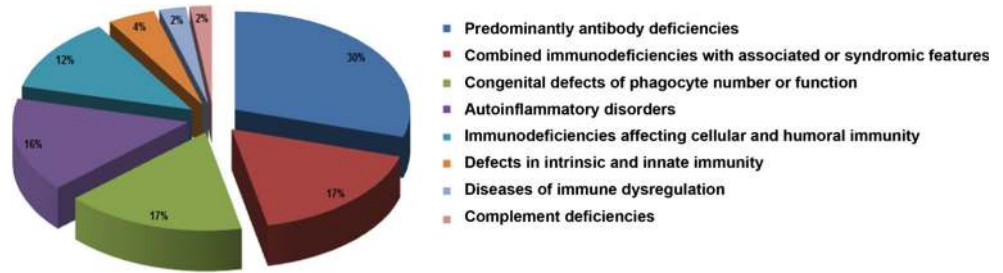 2%
2%
4%
30%
12%
16%
17%
17%
Predominantly antibody deficiencies
Combined immunodeficiencies with associated or syndromic features
Congenital defects of phagocyte number or function
Autoinflammatory disorders
Immunodeficiencies affecting cellular and humoral immunity
Defects in intrinsic and innate immunity
Diseases of immune dysregulation
Complement deficiencies